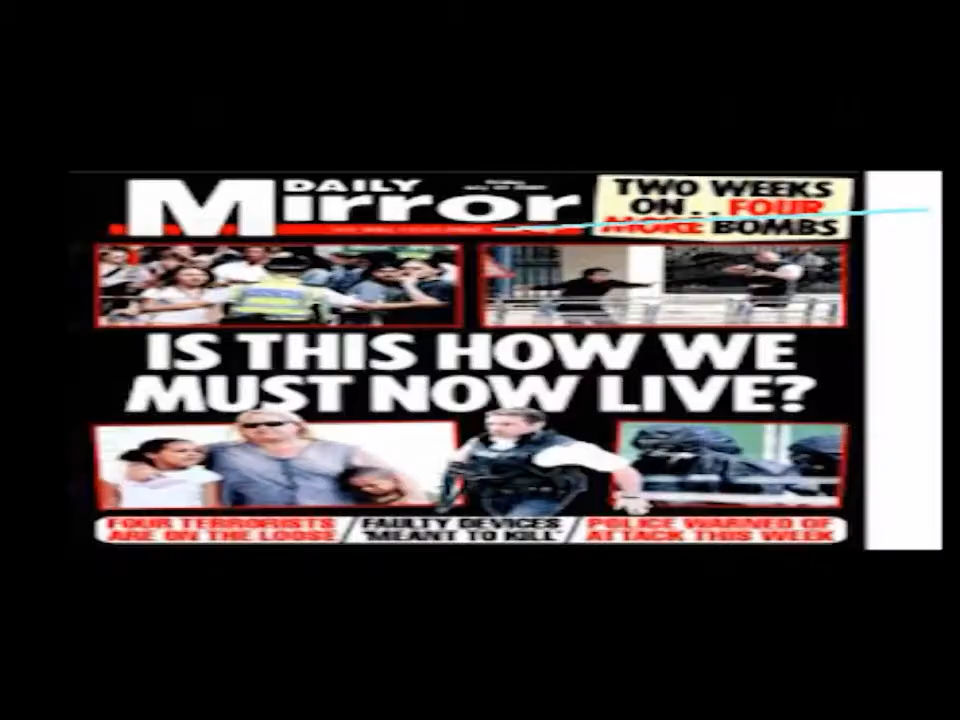 DAILY
Mirror
TWO WEEKS
ON.. FOUR
MORE BOMBS
IS THIS HOW WE
MUST NOW LIVE?
FOUR TERRORISTS
ARE ON THE LOOSE
FAULTY DEVICES
'MEANT TO KILL'
POLICE WARNED OF
ATTACK THIS WEEK